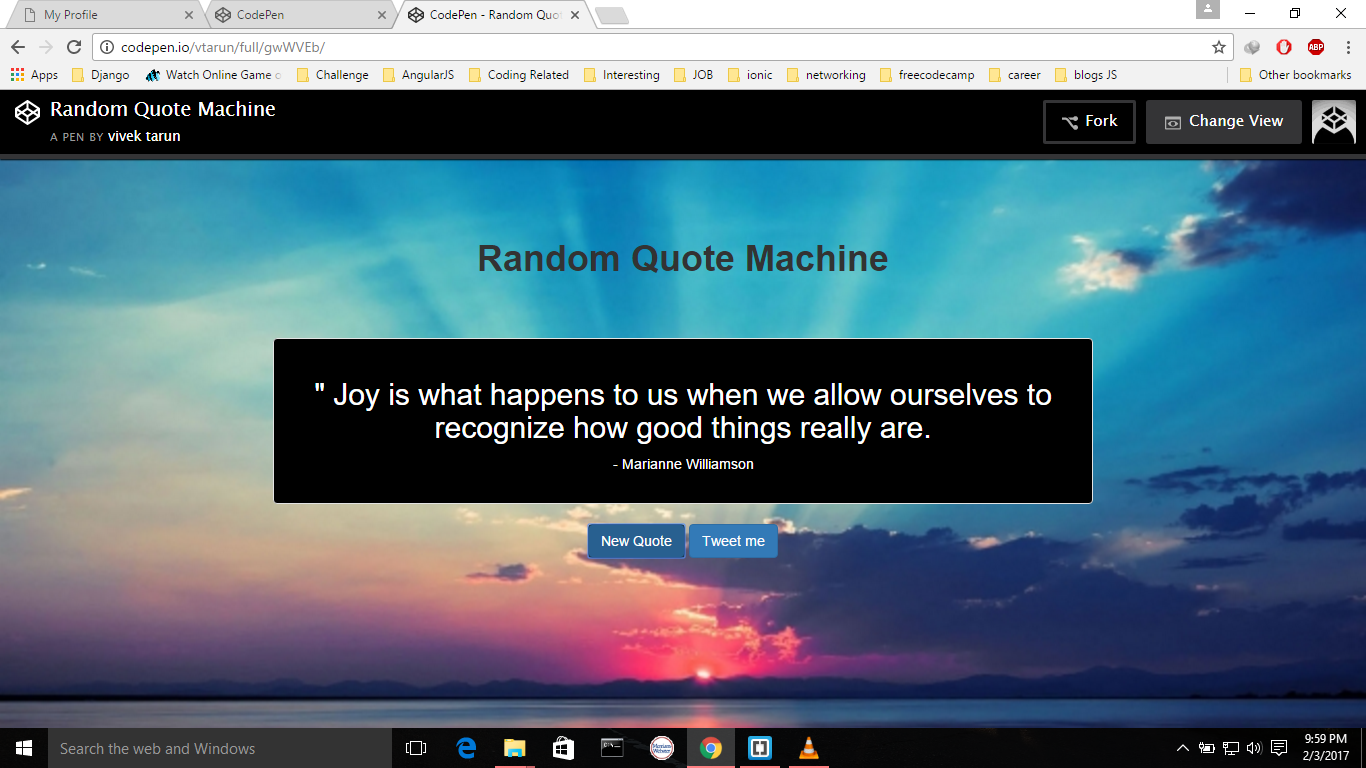 My Profile
CodePen
CodePen - Random Quo
codepen.io/vtarun/full/gwWVEb/
ABP
Apps
Django
Watch Online Game o
Challenge
AngularJS
Coding Related
Interesting
JOB
ionic
networking
freecodecamp
career
blogs JS
Other bookmarks
Random Quote Machine
A PEN BY vivek tarun
Fork
Change View
Random Quote Machine
" Joy is what happens to us when we allow ourselves to
recognize how good things really are.
- Marianne Williamson
New Quote
Tweet me
Search the web and Windows
9:59 PM
2/3/2017